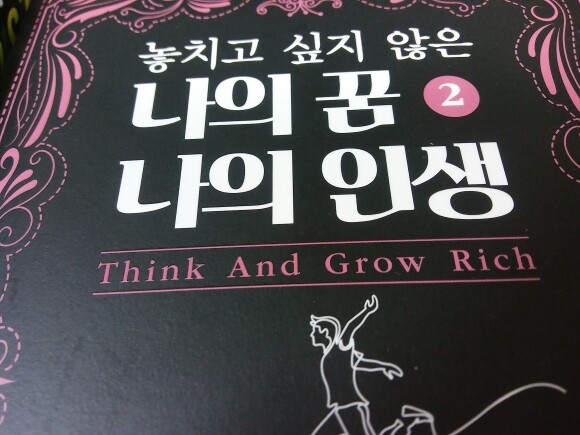 놓치고 싶지 않은
나의 꿈 2
나의 인생
Think And Grow Rich